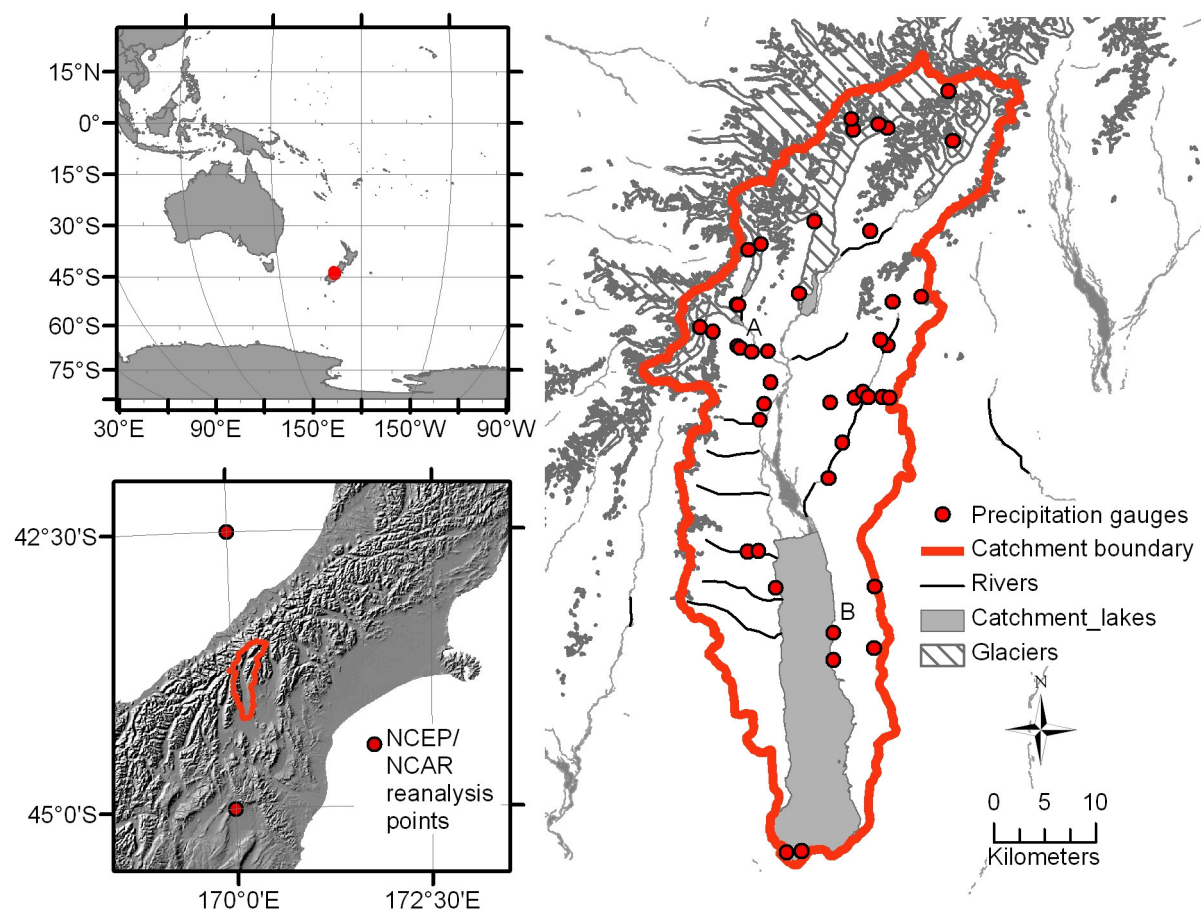 15°N
0°
15°S
30°S
45°S
60°S
75°S
30°E 90°E 150°E 150°W 90°W
42°30'S
45°0'S
170°0'E 172°30'E
NCEP/
NCAR
reanalysis
points
A
B
Precipitation gauges
Catchment boundary
Rivers
Catchment_lakes
Glaciers
N
0 5 10
Kilometers